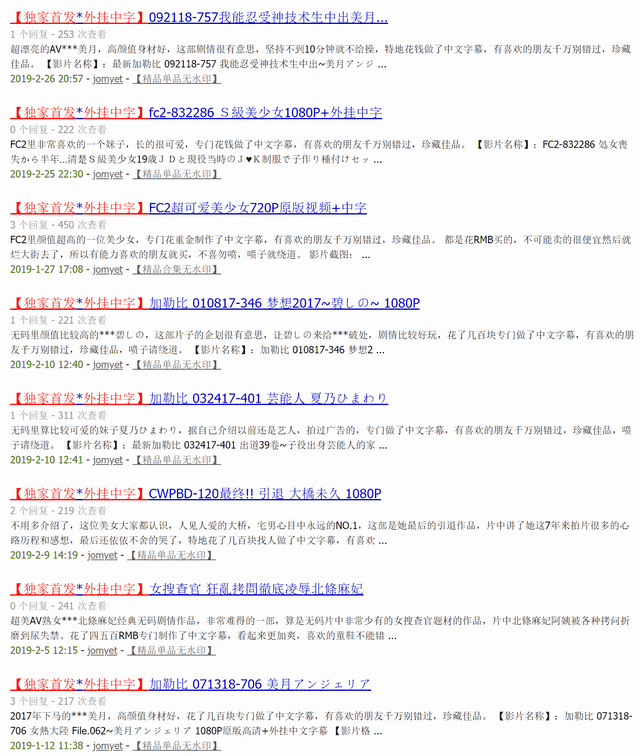 【独家首发*外挂中字】092118-757我能忍受神技术生中出美月...
1 个回复 - 253 次查看
超漂亮的AV***美月，高颜值身材好，这部剧情很有意思，坚持不到10分钟就不给操，特地花钱做了中文字幕，有喜欢的朋友千万别错过，珍藏
佳品。 【影片名称】：最新加勒比 092118-757 我能忍受神技术生中出~美月アンジ ...
2019-2-26 20:57 - jomyet - 【精品单品无水印】
【独家首发*外挂中字】fc2-832286 Ｓ級美少女1080P+外挂中字
0 个回复 - 222 次查看
FC2里非常喜欢的一个妹子，长的很可爱，专门花钱做了中文字幕，有喜欢的朋友千万别错过，珍藏佳品。 【影片名称】：FC2-832286 処女喪
失から半年...清楚Ｓ級美少女19歳ＪＤと現役当時のＪ♥Ｋ制服で子作り種付けセッ ...
2019-2-25 22:30 - jomyet - 【精品单品无水印】
【独家首发*外挂中字】FC2超可爱美少女720P原版视频+中字
3 个回复 - 450 次查看
FC2里颜值超高的一位美少女，专门花重金制作了中文字幕，有喜欢的朋友千万别错过，珍藏佳品。 都是花RMB买的，不可能卖的很便宜然后就
烂大街去了，所以有能力喜欢的朋友就买，不喜勿喷，喷子就绕道。 影片截图： ...
2019-1-27 17:08 - jomyet - 【精品合集无水印】
【独家首发*外挂中字】加勒比 010817-346 梦想2017~碧しの~ 1080P
1 个回复 - 221 次查看
无码里颜值比较高的***碧しの，这部片子的企划很有意思，让碧しの来给***破处，剧情比较好玩，花了几百块专门做了中文字幕，有喜欢的朋
友千万别错过，珍藏佳品，喷子请绕道。 【影片名称】：加勒比 010817-346 梦想2 ...
2019-2-10 12:40 - jomyet - 【精品单品无水印】
【独家首发*外挂中字】加勒比 032417-401 芸能人 夏乃ひまわり
1 个回复 - 311 次查看
无码里算比较可爱的妹子夏乃ひまわり，据自己介绍以前还是艺人，拍过广告的，专门做了中文字幕，有喜欢的朋友千万别错过，珍藏佳品，喷
子请绕道。 【影片名称】：最新加勒比 032417-401 出道39卷~子役出身芸能人的家 ...
2019-2-10 12:41 - jomyet - 【精品单品无水印】
【独家首发*外挂中字】CWPBD-120最终!! 引退 大橋未久 1080P
2 个回复 - 219 次查看
不用多介绍了，这位美女大家都认识，人见人爱的大桥，宅男心目中永远的NO.1，这部是她最后的引退作品，片中讲了她这7年来拍片很多的心
路历程和感想，最后还依依不舍的哭了，特地花了几百块找人做了中文字幕，有喜欢 ...
2019-2-9 14:19 - jomyet - 【精品单品无水印】
【独家首发*外挂中字】女搜查官 狂亂拷問徹底凌辱北條麻妃
0 个回复 - 241 次查看
超美AV熟女***北條麻妃经典无码剧情作品，非常难得的一部，算是无码片中非常少有的女搜查官题材的作品，片中北條麻妃阿姨被各种拷问折
磨到尿失禁。花了四五百RMB专门制作了中文字幕，看起来更加爽，喜欢的童鞋不能错 ...
2019-2-5 12:15 - jomyet - 【精品单品无水印】
【独家首发*外挂中字】加勒比 071318-706 美月アンジェリア
3 个回复 - 217 次查看
2017年下马的***美月，高颜值身材好，花了几百块专门做了中文字幕，有喜欢的朋友千万别错过，珍藏佳品。 【影片名称】：加勒比 071318-
706 女熱大陸 File.062~美月アンジェリア 1080P原版高清+外挂中文字幕 【影片格 ...
2019-1-12 11:38 - jomyet - 【精品单品无水印】